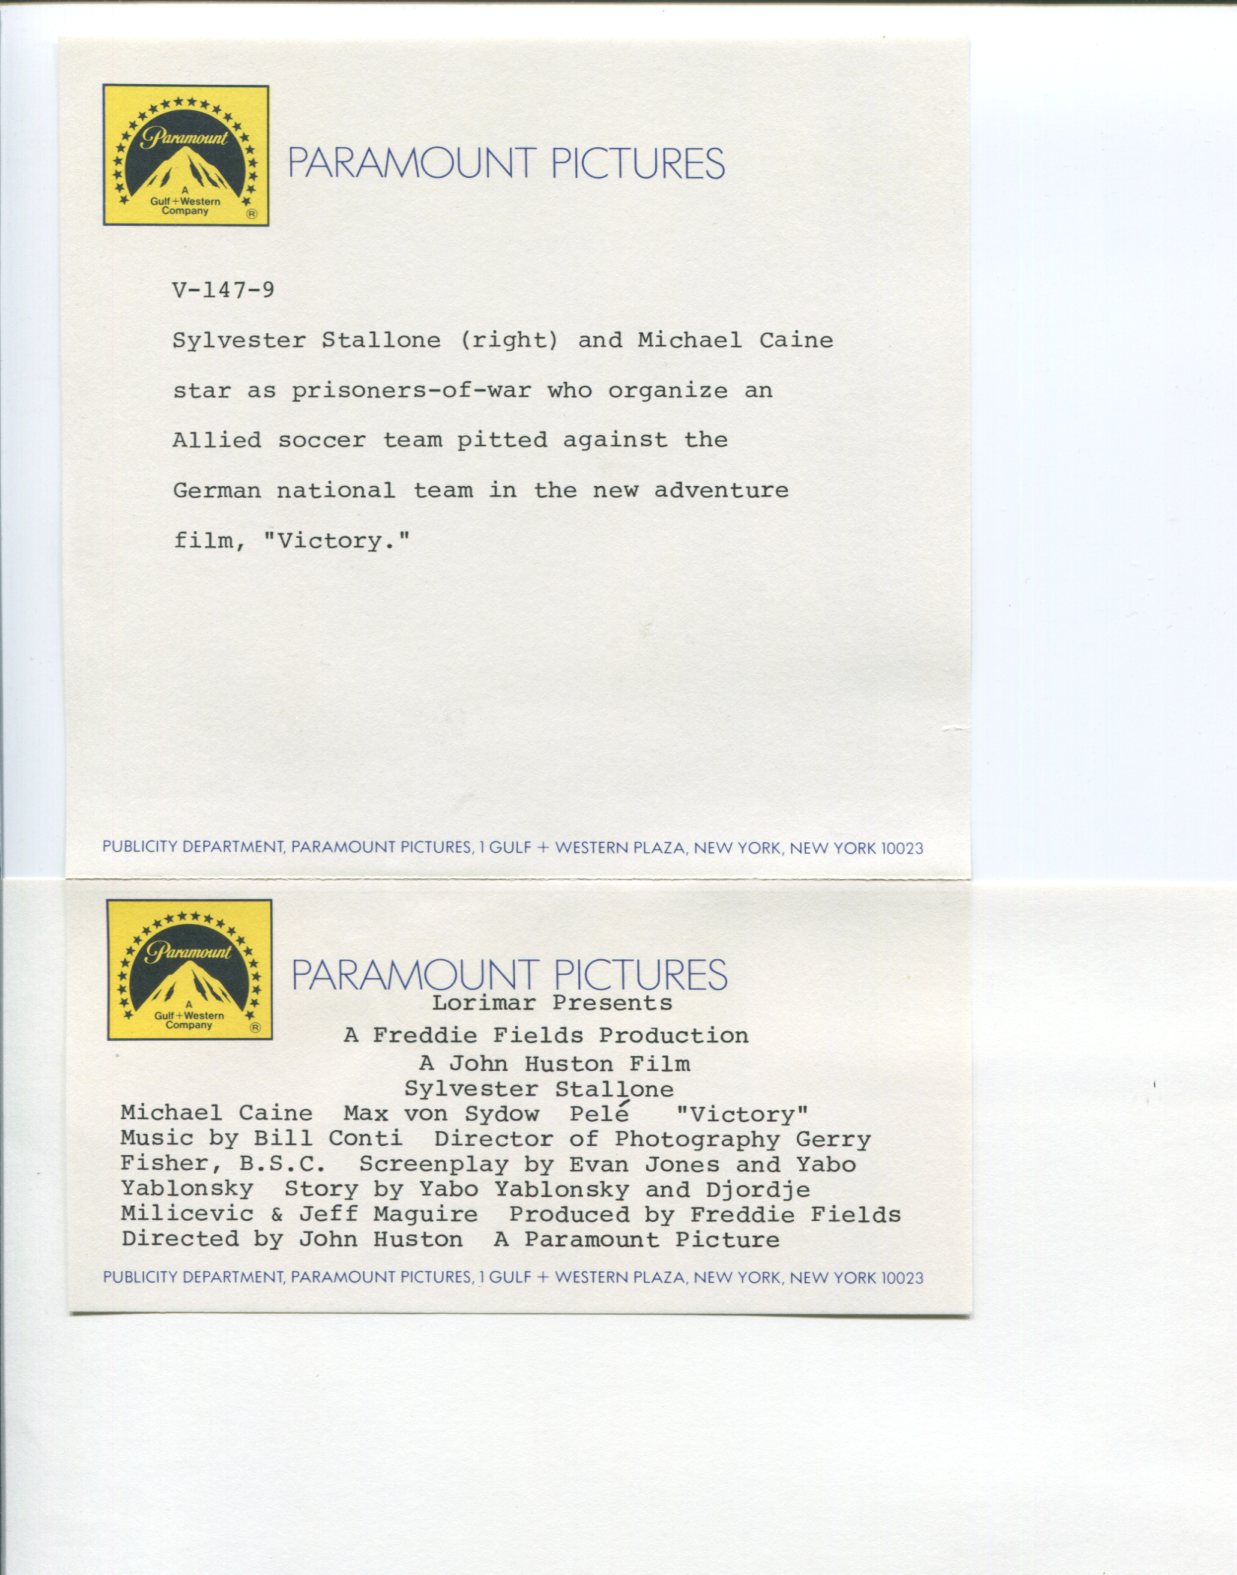 Paramount
A
Gulf+Western
Company
®
PARAMOUNT PICTURES
V-147-9
Sylvester Stallone (right) and Michael Caine
star as prisoners-of-war who organize an
Allied soccer team pitted against the
German national team in the new adventure
film, "Victory."
PUBLICITY DEPARTMENT, PARAMOUNT PICTURES, 1 GULF + WESTERN PLAZA, NEW YORK, NEW YORK 10023
Paramount
A
Gulf+Western
Company
®
PARAMOUNT PICTURES
Lorimar Presents
A Freddie Fields Production
A John Huston Film
Sylvester Stallone
Michael Caine  Max von Sydow  Pelé  "Victory"
Music by Bill Conti  Director of Photography Gerry
Fisher, B.S.C.  Screenplay by Evan Jones and Yabo
Yablonsky  Story by Yabo Yablonsky and Djordje
Milicevic & Jeff Maguire  Produced by Freddie Fields
Directed by John Huston  A Paramount Picture
PUBLICITY DEPARTMENT, PARAMOUNT PICTURES, 1 GULF + WESTERN PLAZA, NEW YORK, NEW YORK 10023